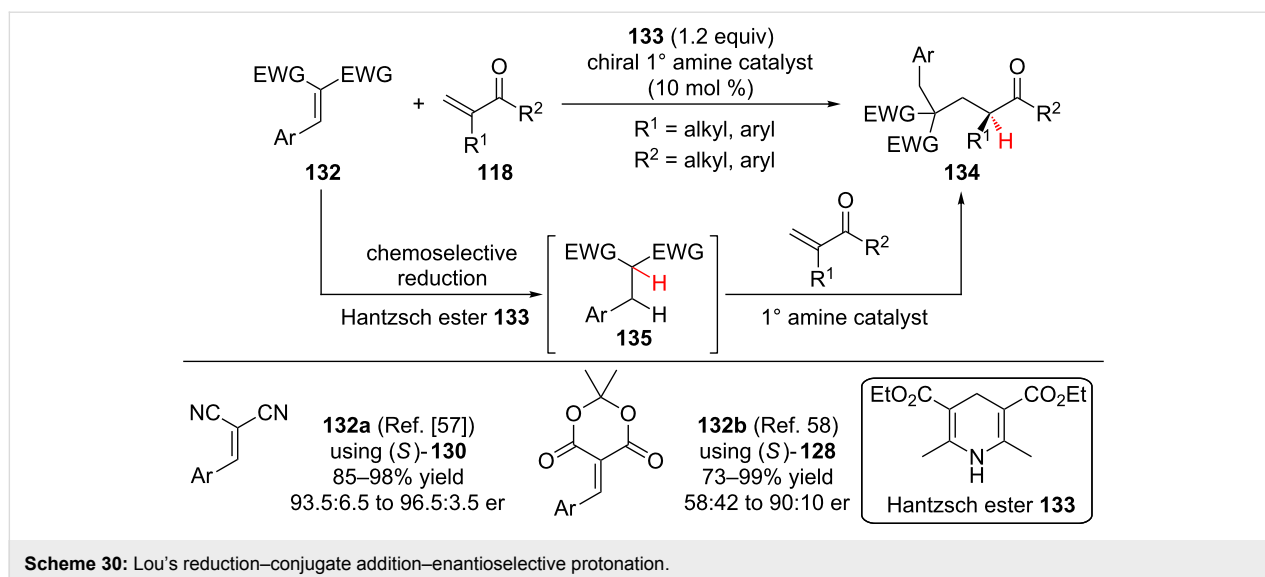 EWG EWG
Ar
132
+
O
R²
R¹
118
133 (1.2 equiv)
chiral 1° amine catalyst
(10 mol %)
R¹ = alkyl, aryl
R² = alkyl, aryl
Ar
O
EWG
R²
EWG
R¹ H
134
chemoselective
reduction
Hantzsch ester 133
EWG EWG
H
Ar H
135
O
R²
R¹
1° amine catalyst
NC CN
Ar
132a (Ref. [57])
using (S)-130
85–98% yield
93.5:6.5 to 96.5:3.5 er
O O
O O
Ar
132b (Ref. 58)
using (S)-128
73–99% yield
58:42 to 90:10 er
EtO₂C CO₂Et
N
H
Hantzsch ester 133
Scheme 30: Lou's reduction–conjugate addition–enantioselective protonation.